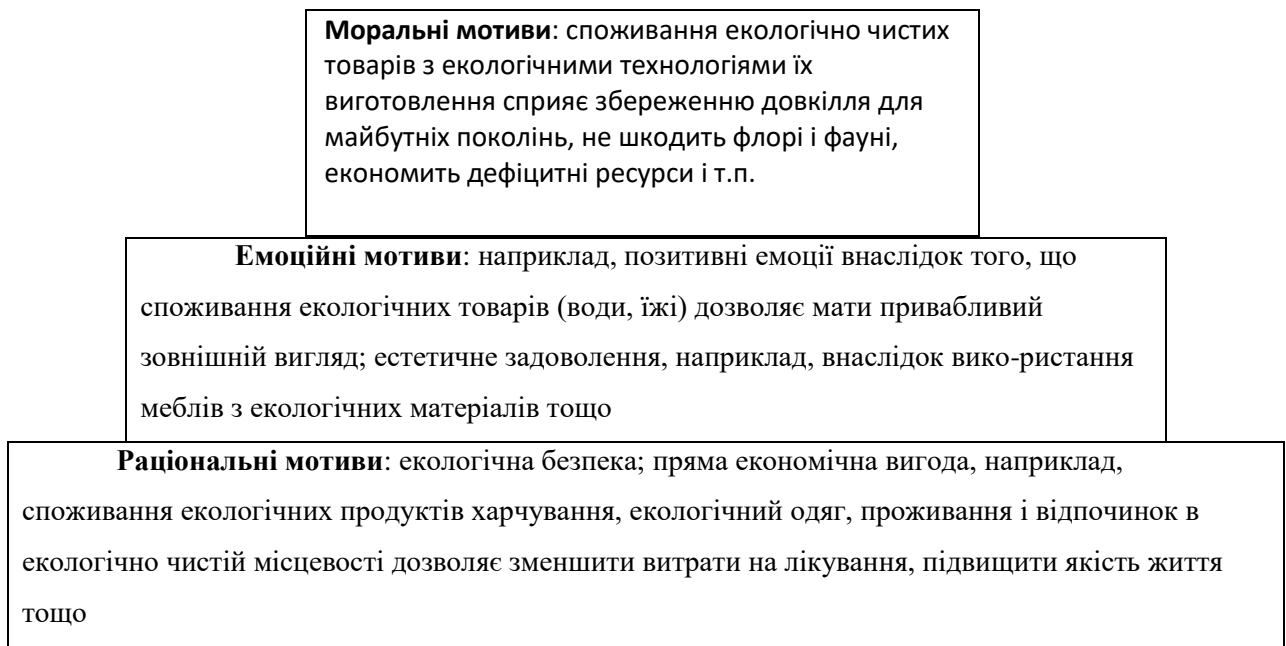 Моральні мотиви: споживання екологічно чистих
товарів з екологічними технологіями їх
виготовлення сприяє збереженню довкілля для
майбутніх поколінь, не шкодить флорі і фауні,
економить дефіцитні ресурси і т.п.
Емоційні мотиви: наприклад, позитивні емоції внаслідок того, що
споживання екологічних товарів (води, їжі) дозволяє мати привабливий
зовнішній вигляд; естетичне задоволення, наприклад, внаслідок вико-ристання
меблів з екологічних матеріалів тощо
Раціональні мотиви: екологічна безпека; пряма економічна вигода, наприклад,
споживання екологічних продуктів харчування, екологічний одяг, проживання і відпочинок в
екологічно чистій місцевості дозволяє зменшити витрати на лікування, підвищити якість життя
тощо